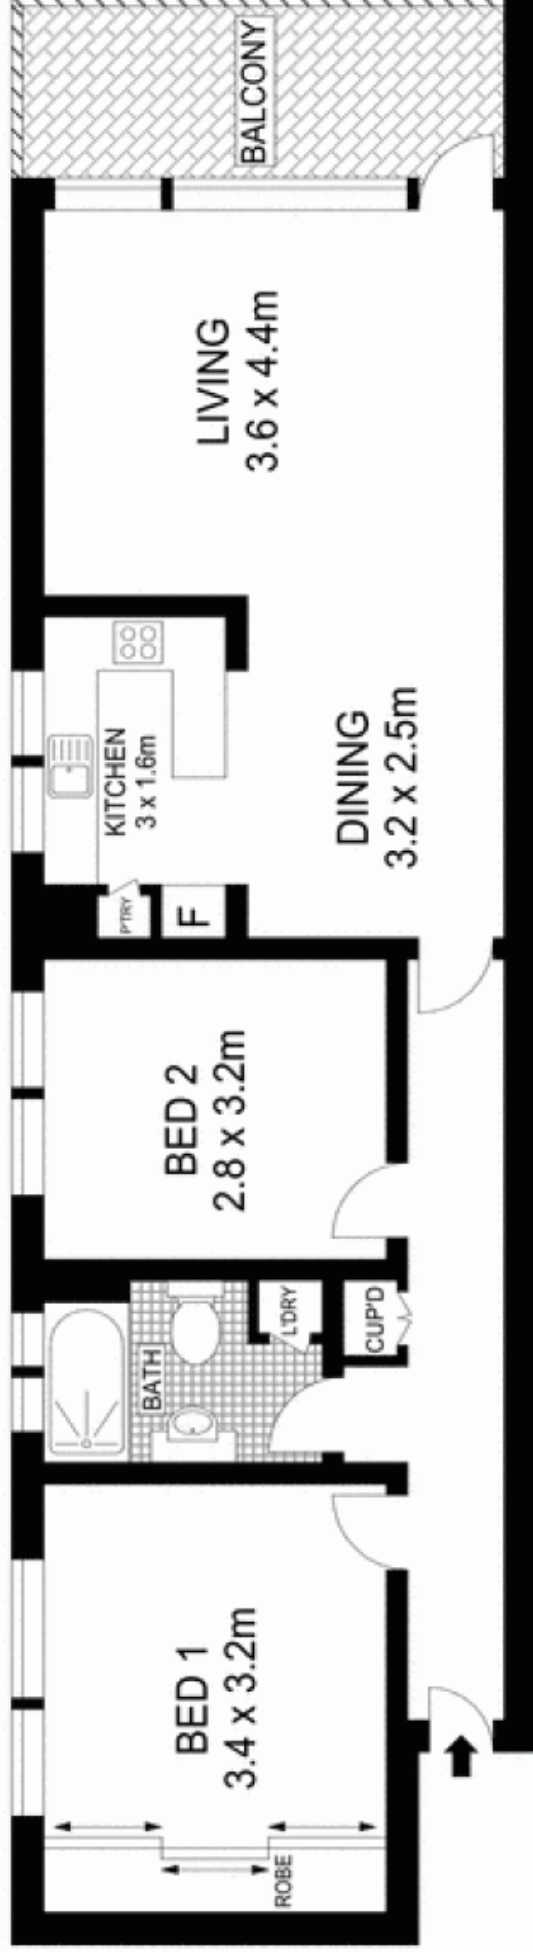 BALCONY
LIVING
3.6 x 4.4m
KITCHEN
3 x 1.6m
DINING
3.2 x 2.5m
P'TRY
F
BED 2
2.8 x 3.2m
BATH
L'DRY
CUP'D
BED 1
3.4 x 3.2m
ROBE